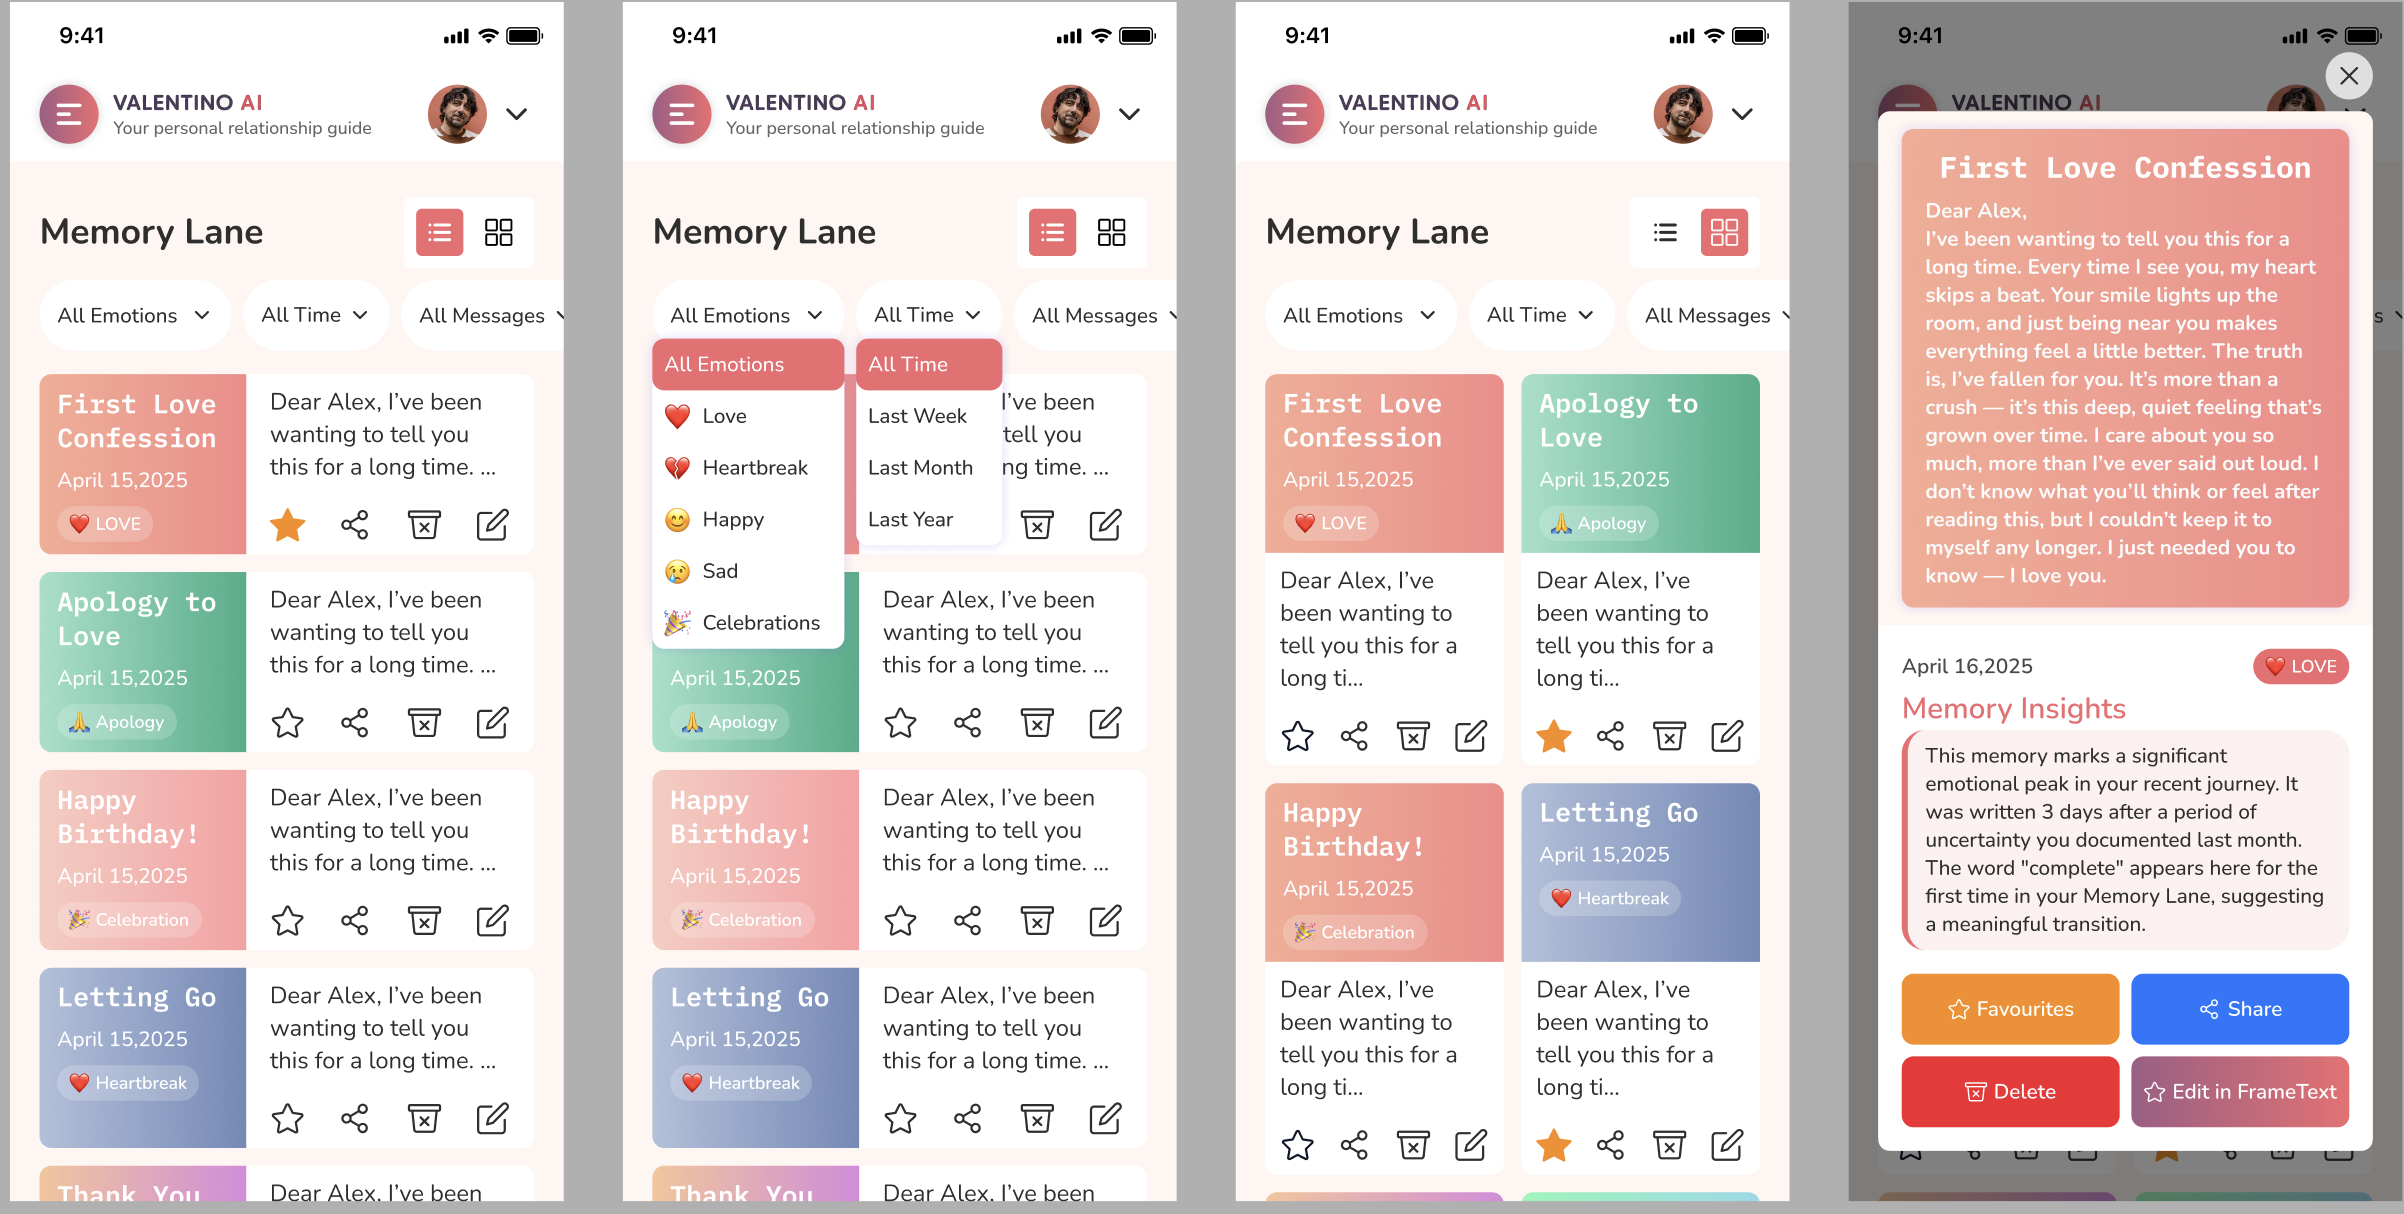 9:41
VALENTINO AI
Your personal relationship guide
Memory Lane
All Emotions
All Time
All Messages
First Love
Confession
April 15,2025
❤️ LOVE
Dear Alex, I’ve been
wanting to tell you
this for a long time. ...
Apology to
Love
April 15,2025
🙏 Apology
Dear Alex, I’ve been
wanting to tell you
this for a long time. ...
Happy
Birthday!
April 15,2025
🎉 Celebration
Dear Alex, I’ve been
wanting to tell you
this for a long time. ...
Letting Go
April 15,2025
❤️ Heartbreak
Dear Alex, I’ve been
wanting to tell you
this for a long time. ...
Thank You
Dear Alex, I’ve been
9:41
VALENTINO AI
Your personal relationship guide
Memory Lane
All Emotions
All Time
All Messages
All Emotions
❤️ Love
💔 Heartbreak
😊 Happy
😢 Sad
🎉 Celebrations
All Time
Last Week
Last Month
Last Year
I’ve been
tell you
ng time. ...
April 15,2025
🙏 Apology
Dear Alex, I’ve been
wanting to tell you
this for a long time. ...
Happy
Birthday!
April 15,2025
🎉 Celebration
Dear Alex, I’ve been
wanting to tell you
this for a long time. ...
Letting Go
April 15,2025
❤️ Heartbreak
Dear Alex, I’ve been
wanting to tell you
this for a long time. ...
Thank You
Dear Alex, I’ve been
9:41
VALENTINO AI
Your personal relationship guide
Memory Lane
All Emotions
All Time
All Messages
First Love
Confession
April 15,2025
❤️ LOVE
Dear Alex, I’ve
been wanting to
tell you this for a
long ti...
Apology to
Love
April 15,2025
🙏 Apology
Dear Alex, I’ve
been wanting to
tell you this for a
long ti...
Happy
Birthday!
April 15,2025
🎉 Celebration
Dear Alex, I’ve
been wanting to
tell you this for a
long ti...
Letting Go
April 15,2025
❤️ Heartbreak
Dear Alex, I’ve
been wanting to
tell you this for a
long ti...
9:41
VALENTINO AI
First Love Confession
Dear Alex,
I’ve been wanting to tell you this for a
long time. Every time I see you, my heart
skips a beat. Your smile lights up the
room, and just being near you makes
everything feel a little better. The truth
is, I’ve fallen for you. It’s more than a
crush — it’s this deep, quiet feeling that’s
grown over time. I care about you so
much, more than I’ve ever said out loud. I
don’t know what you’ll think or feel after
reading this, but I couldn’t keep it to
myself any longer. I just needed you to
know — I love you.
s
April 16,2025
❤️ LOVE
Memory Insights
This memory marks a significant
emotional peak in your recent journey. It
was written 3 days after a period of
uncertainty you documented last month.
The word "complete" appears here for the
first time in your Memory Lane, suggesting
a meaningful transition.
Favourites
Share
Delete
Edit in FrameText